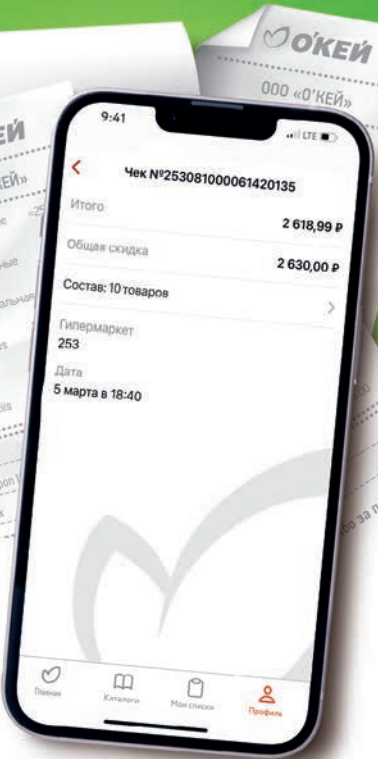 О'КЕЙ
ООО «О'КЕЙ»
ЕЙ
9:41
LTE
Чек №253081000061420135
Итого
2 618,99 ₽
Общая скидка
2 630,00 ₽
Состав: 10 товаров
Гипермаркет
253
Дата
5 марта в 18:40
Главная
Каталоги
Мои списки
Профиль